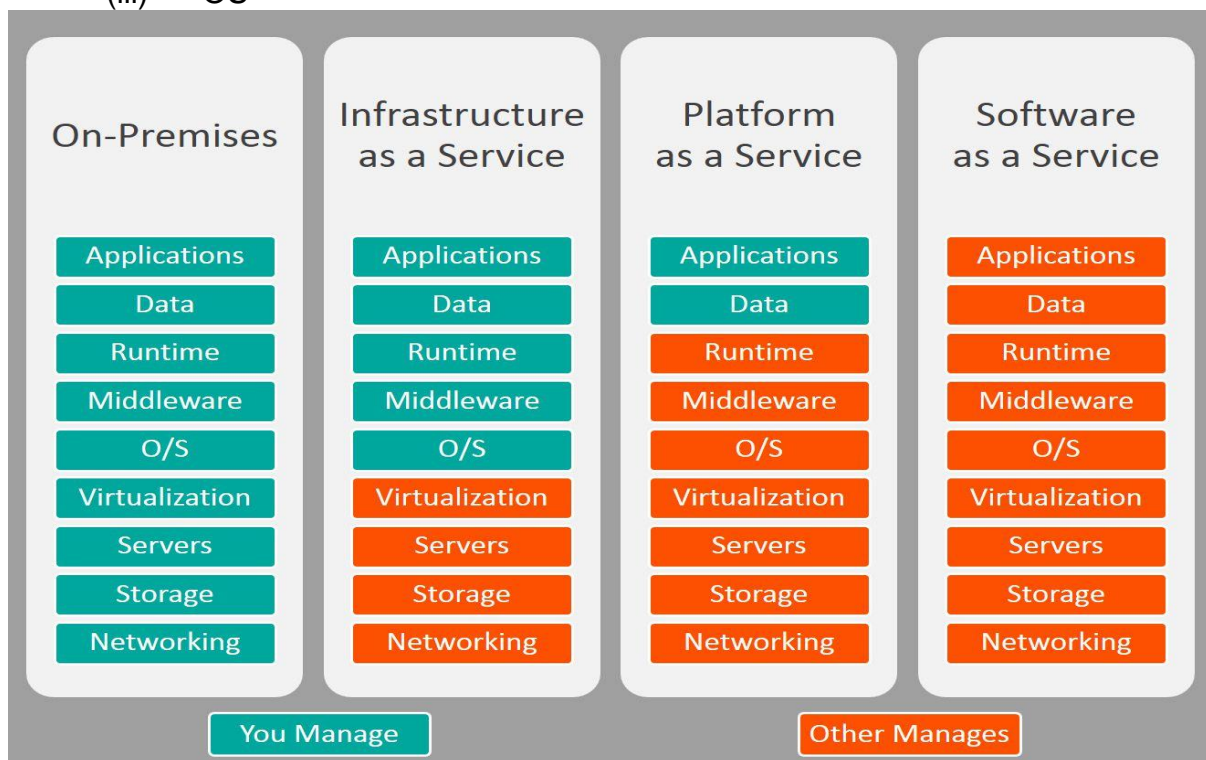 (iii) OS
On-Premises
Applications
Data
Runtime
Middleware
O/S
Virtualization
Servers
Storage
Networking
Infrastructure
as a Service
Applications
Data
Runtime
Middleware
O/S
Virtualization
Servers
Storage
Networking
Platform
as a Service
Applications
Data
Runtime
Middleware
O/S
Virtualization
Servers
Storage
Networking
Software
as a Service
Applications
Data
Runtime
Middleware
O/S
Virtualization
Servers
Storage
Networking
You Manage
Other Manages